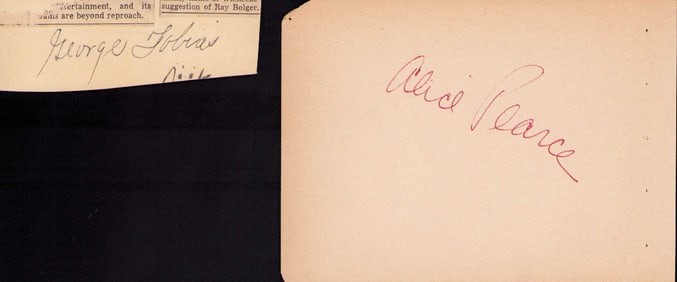 entertainment, and its
are beyond reproach.
suggestion of Ray Bolger.
George Tobias
Alice Pearce